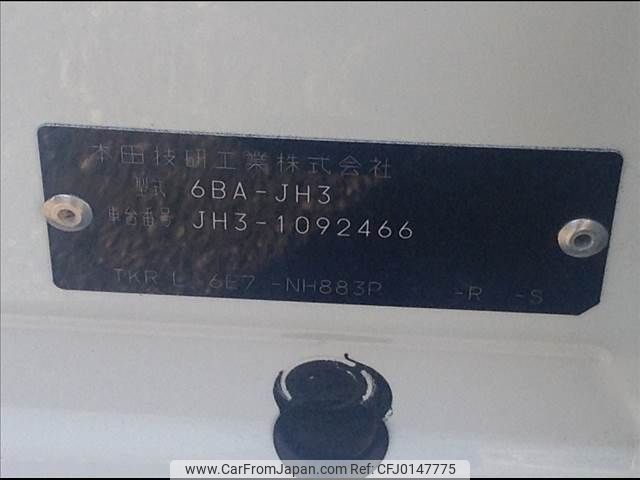 本田技研工業株式会社
型式 6BA-JH3
車台番号 JH3-1092466
TKR L 6E7 -NH883P -R -S
www.CarFromJapan.com | REF ID:CFJ0147775